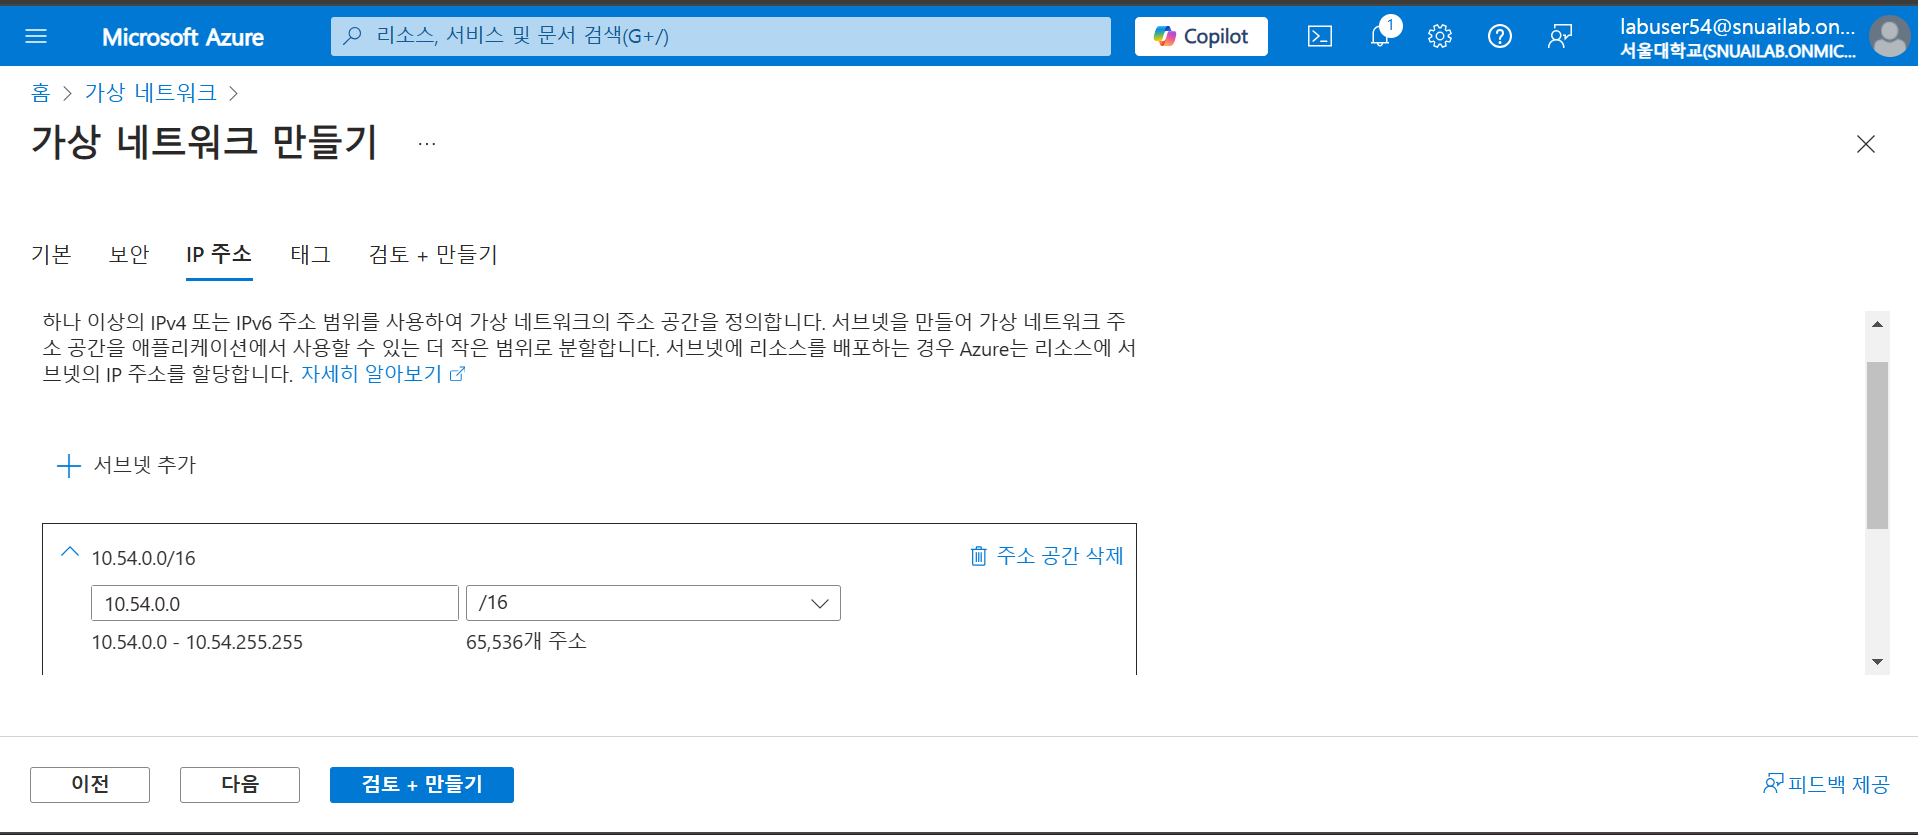 Microsoft Azure
리소스, 서비스 및 문서 검색(G+/)
Copilot
1
labuser54@snuailab.on...
서울대학교(SNUAILAB.ONMIC...
홈 > 가상 네트워크 >
가상 네트워크 만들기 ...
기본 보안 IP 주소 태그 검토 + 만들기
하나 이상의 IPv4 또는 IPv6 주소 범위를 사용하여 가상 네트워크의 주소 공간을 정의합니다. 서브넷을 만들어 가상 네트워크 주
소 공간을 애플리케이션에서 사용할 수 있는 더 작은 범위로 분할합니다. 서브넷에 리소스를 배포하는 경우 Azure는 리소스에 서
브넷의 IP 주소를 할당합니다. 자세히 알아보기
서브넷 추가
10.54.0.0/16
주소 공간 삭제
10.54.0.0
/16
10.54.0.0 - 10.54.255.255
65,536개 주소
이전
다음
검토 + 만들기
피드백 제공